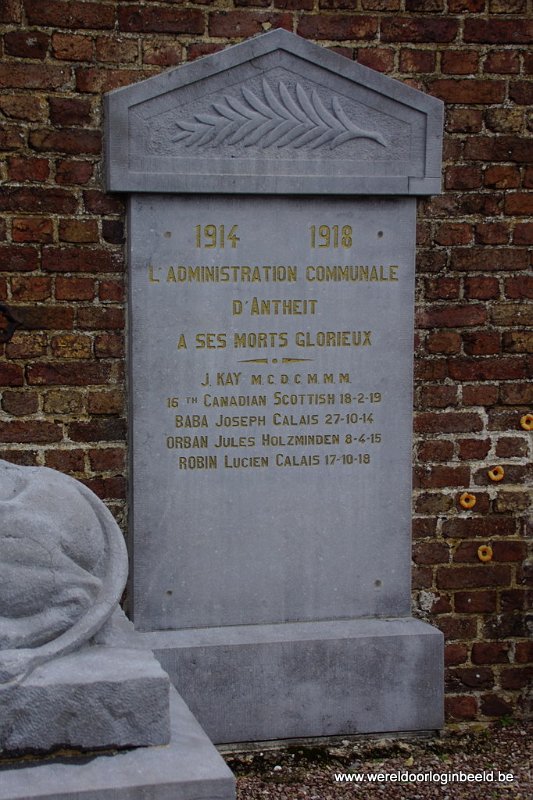 1914 1918
L'ADMINISTRATION COMMUNALE
D'ANTHEIT
A SES MORTS GLORIEUX
J. KAY M.C. D.C.M. M.M.
16 TH CANADIAN SCOTTISH 18-2-19
BABA JOSEPH CALAIS 27-10-14
ORBAN JULES HOLZMINDEN 8-4-15
ROBIN LUCIEN CALAIS 17-10-18
www.wereldoorloginbeeld.be